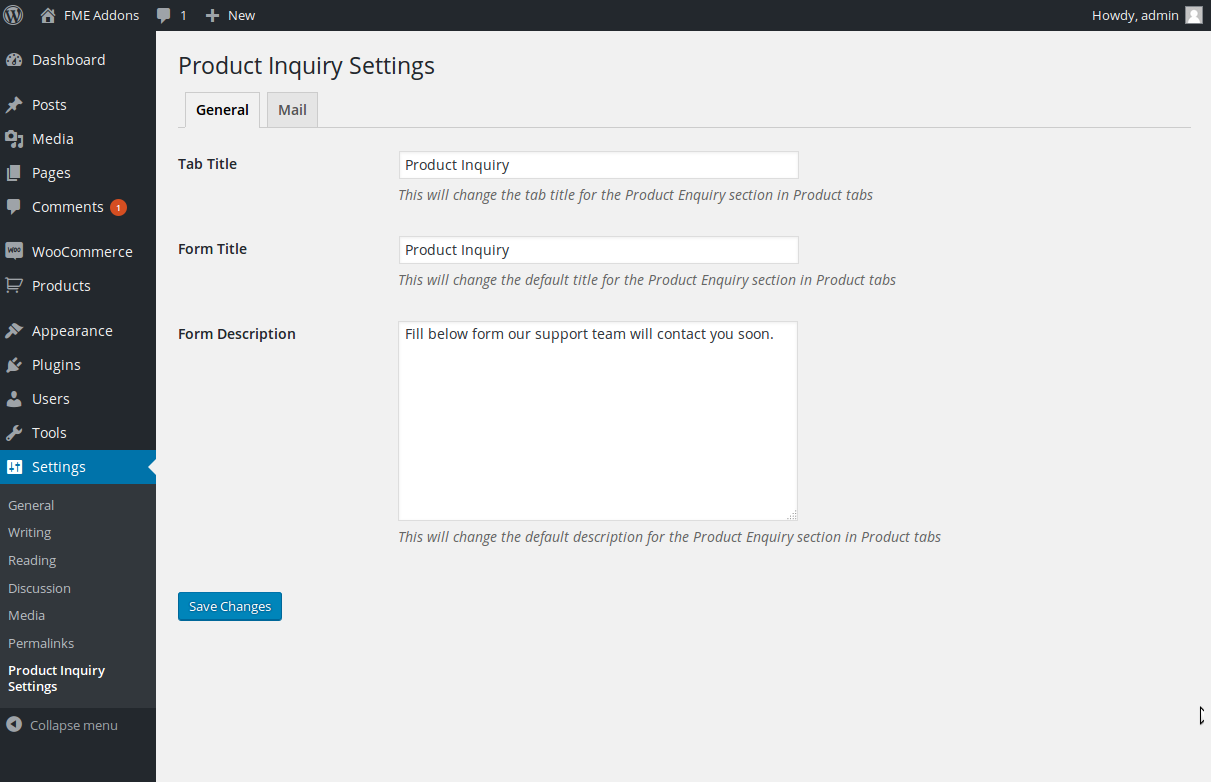 FME Addons 1 New Howdy, admin
Dashboard
Posts
Media
Pages
Comments 1
WOO WooCommerce
Products
Appearance
Plugins
Users
Tools
Settings
General
Writing
Reading
Discussion
Media
Permalinks
Product Inquiry
Settings
Collapse menu
Product Inquiry Settings
General Mail
Tab Title Product Inquiry
This will change the tab title for the Product Enquiry section in Product tabs
Form Title Product Inquiry
This will change the default title for the Product Enquiry section in Product tabs
Form Description Fill below form our support team will contact you soon.
This will change the default description for the Product Enquiry section in Product tabs
Save Changes